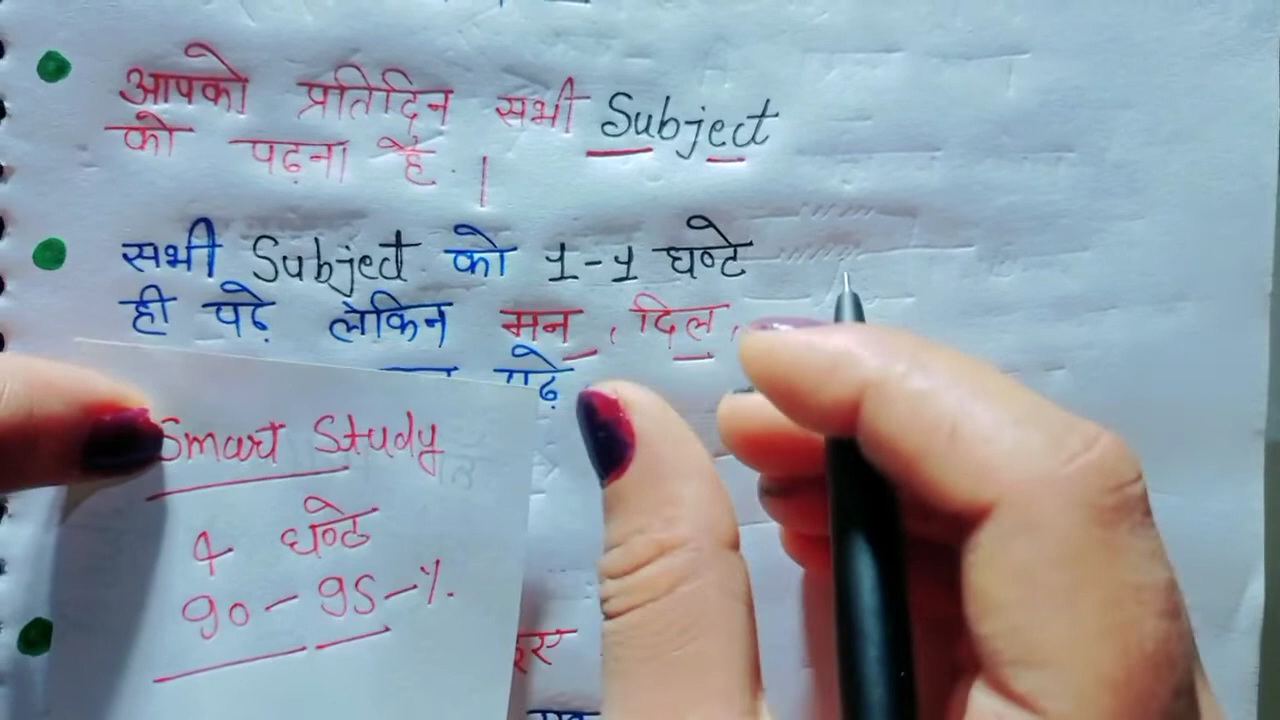 आपको प्रतिदिन सभी Subject
को पढ़ना है |
सभी Subject को 1-1 घण्टे
ही पढ़े लेकिन मन , दिल,
पढ़े
Smart Study
4 घण्टे
90-95-%.